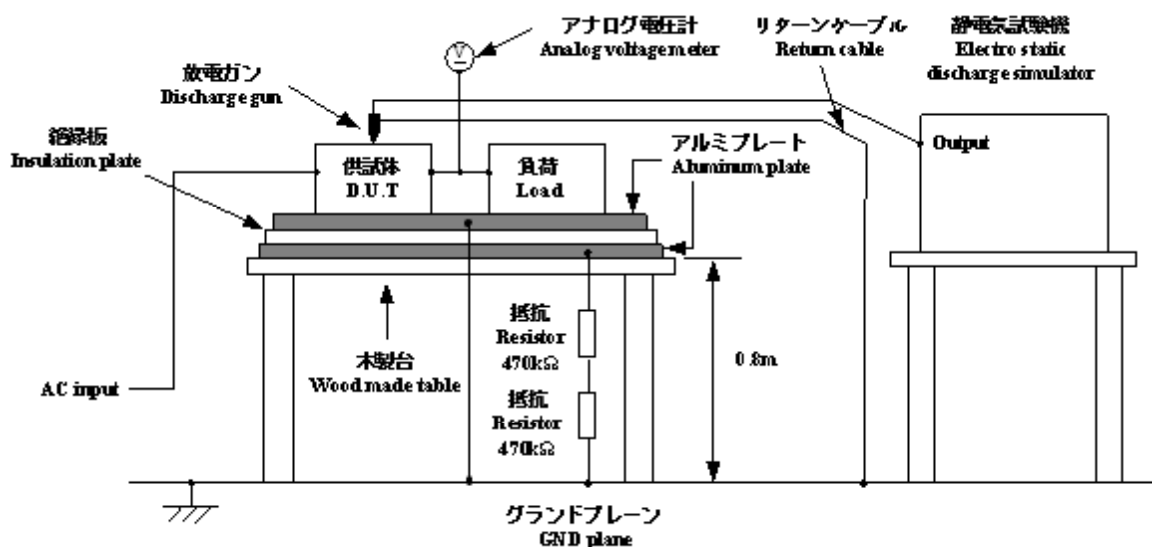 アナログ電圧計
Analog voltage meter
リターンケーブル
Return cable
静電気試験機
Electro static
discharge simulator
放電ガン
Discharge gun
絶縁板
Insulation plate
V
供試体
D.U.T
負荷
Load
アルミプレート
Aluminum plate
Output
抵抗
Resistor
470kΩ
0.8m
木製台
Wood made table
AC input
抵抗
Resistor
470kΩ
グランドプレーン
GND plane